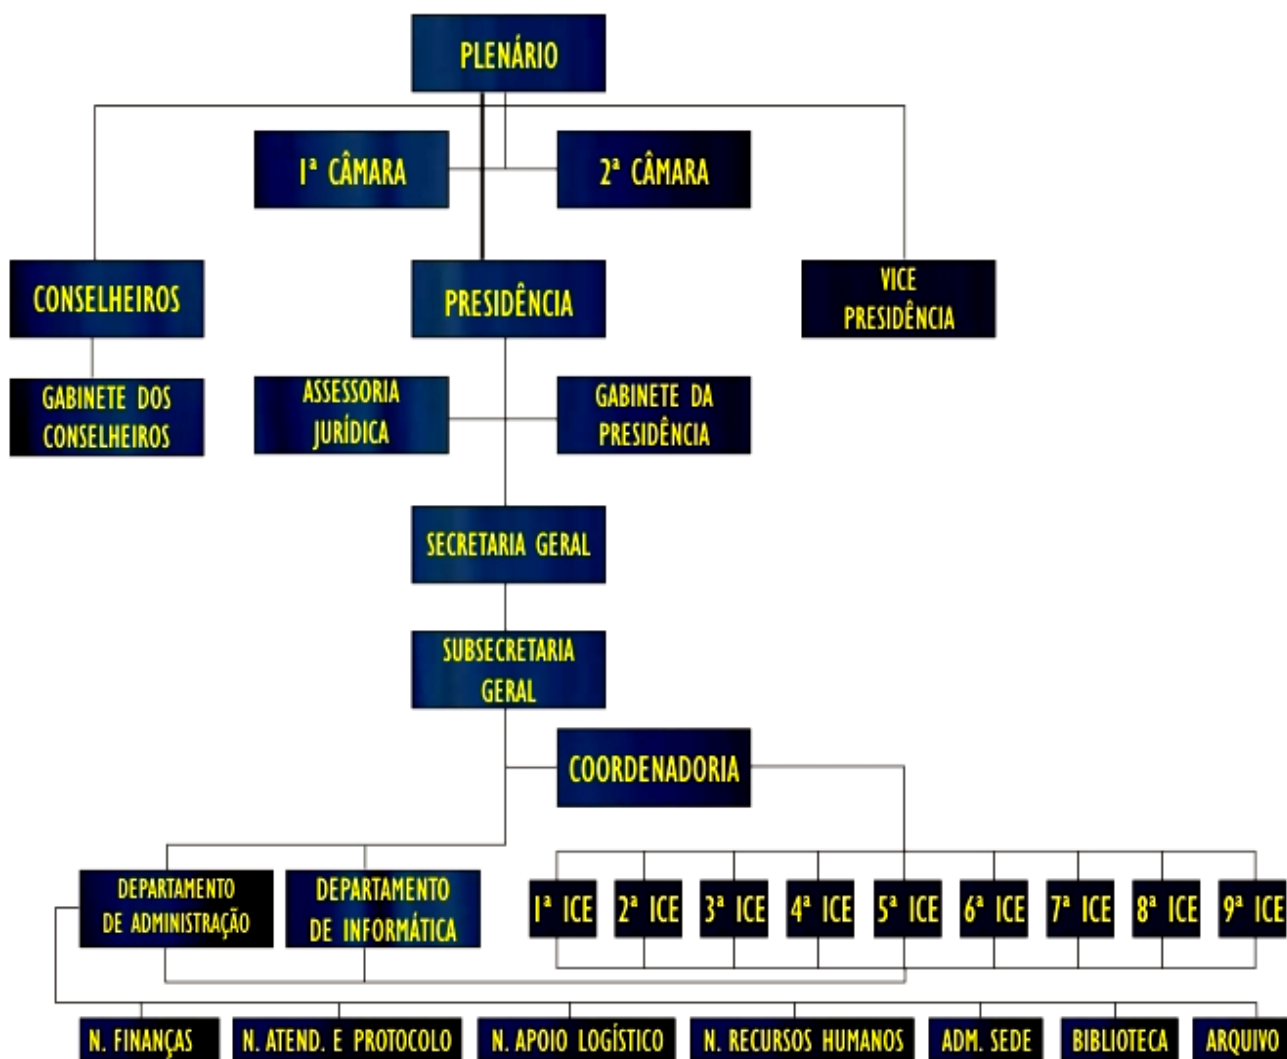 PLENÁRIO
1ª CÂMARA
2ª CÂMARA
CONSELHEIROS
PRESIDÊNCIA
VICE
PRESIDÊNCIA
GABINETE DOS
CONSELHEIROS
ASSESSORIA
JURÍDICA
GABINETE DA
PRESIDÊNCIA
SECRETARIA GERAL
SUBSECRETARIA
GERAL
COORDENADORIA
DEPARTAMENTO
DE ADMINISTRAÇÃO
DEPARTAMENTO
DE INFORMÁTICA
1ª ICE
2ª ICE
3ª ICE
4ª ICE
5ª ICE
6ª ICE
7ª ICE
8ª ICE
9ª ICE
N. FINANÇAS
N. ATEND. E PROTOCOLO
N. APOIO LOGÍSTICO
N. RECURSOS HUMANOS
ADM. SEDE
BIBLIOTECA
ARQUIVO